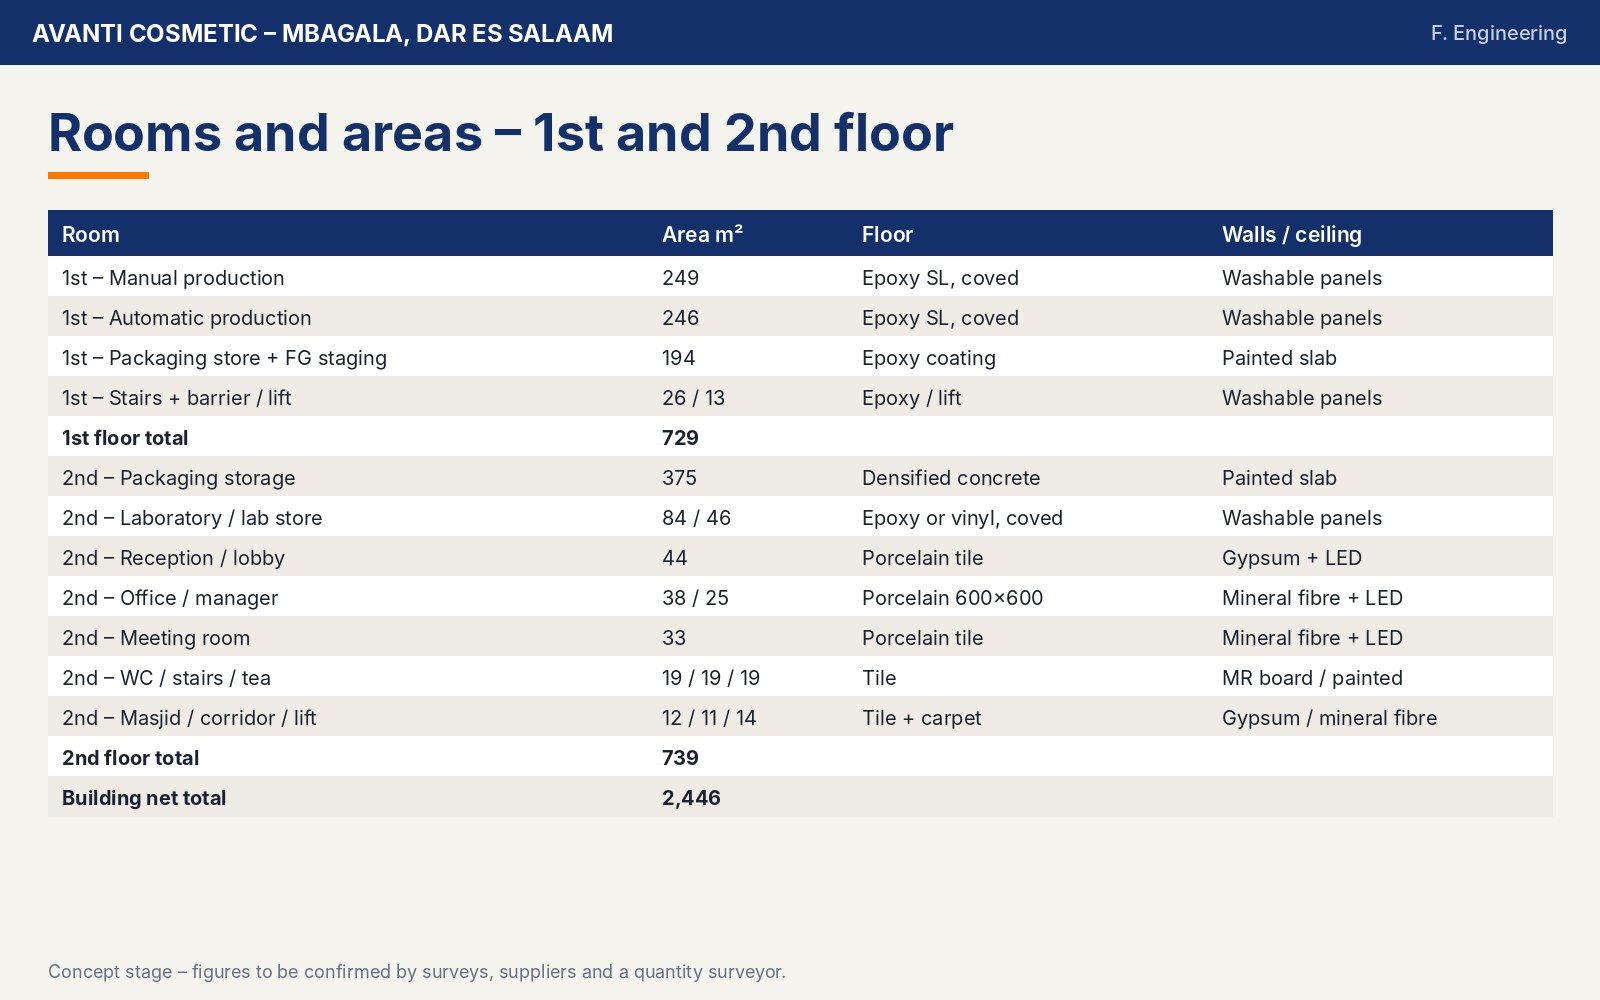 AVANTI COSMETIC – MBAGALA, DAR ES SALAAM
F. Engineering
Rooms and areas – 1st and 2nd floor
Room Area m² Floor Walls / ceiling
1st – Manual production 249 Epoxy SL, coved Washable panels
1st – Automatic production 246 Epoxy SL, coved Washable panels
1st – Packaging store + FG staging 194 Epoxy coating Painted slab
1st – Stairs + barrier / lift 26 / 13 Epoxy / lift Washable panels
1st floor total 729
2nd – Packaging storage 375 Densified concrete Painted slab
2nd – Laboratory / lab store 84 / 46 Epoxy or vinyl, coved Washable panels
2nd – Reception / lobby 44 Porcelain tile Gypsum + LED
2nd – Office / manager 38 / 25 Porcelain 600×600 Mineral fibre + LED
2nd – Meeting room 33 Porcelain tile Mineral fibre + LED
2nd – WC / stairs / tea 19 / 19 / 19 Tile MR board / painted
2nd – Masjid / corridor / lift 12 / 11 / 14 Tile + carpet Gypsum / mineral fibre
2nd floor total 739
Building net total 2,446
Concept stage – figures to be confirmed by surveys, suppliers and a quantity surveyor.